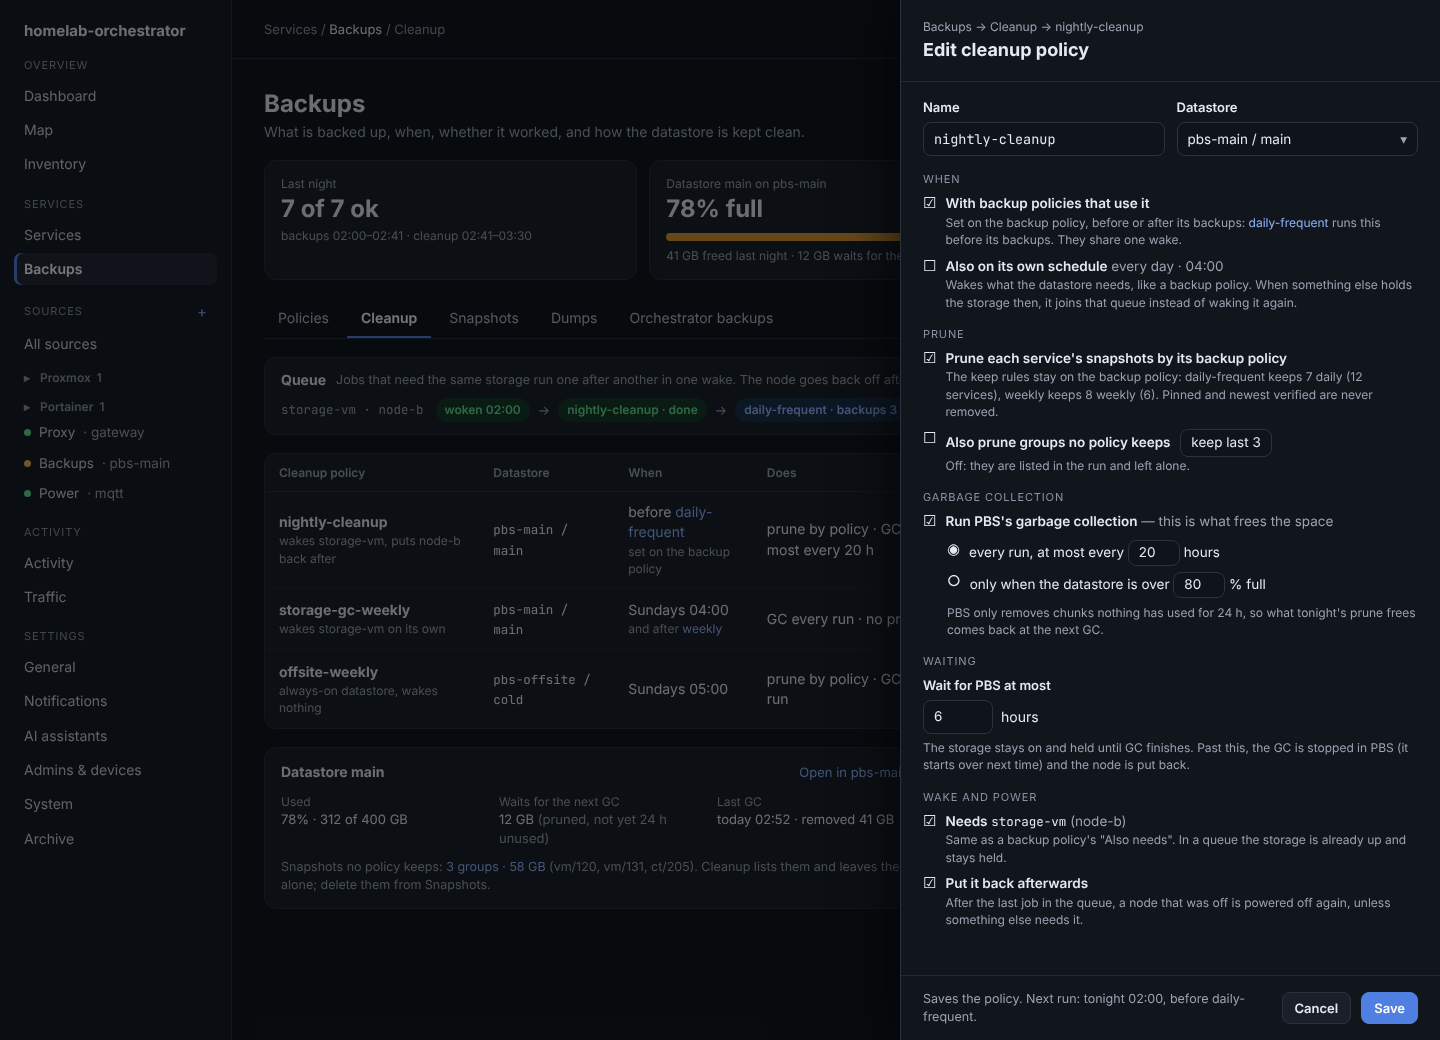 homelab-orchestrator
OVERVIEW
Dashboard
Map
Inventory
SERVICES
Services
Backups
SOURCES +
All sources
▸ Proxmox 1
▸ Portainer 1
Proxy · gateway
Backups · pbs-main
Power · mqtt
ACTIVITY
Activity
Traffic
SETTINGS
General
Notifications
AI assistants
Admins & devices
System
Archive
Services / Backups / Cleanup
Backups
What is backed up, when, whether it worked, and how the datastore is kept clean.
Last night
7 of 7 ok
backups 02:00–02:41 · cleanup 02:41–03:30
Datastore main on pbs-main
78% full
41 GB freed last night · 12 GB waits for the
Policies Cleanup Snapshots Dumps Orchestrator backups
Queue Jobs that need the same storage run one after another in one wake. The node goes back off aft
storage-vm · node-b woken 02:00 → nightly-cleanup · done → daily-frequent · backups 3
Cleanup policy Datastore When Does
nightly-cleanup
wakes storage-vm, puts node-b
back after
pbs-main /
main
before daily-
frequent
set on the backup
policy
prune by policy · GC
most every 20 h
storage-gc-weekly
wakes storage-vm on its own
pbs-main /
main
Sundays 04:00
and after weekly
GC every run · no pr
offsite-weekly
always-on datastore, wakes
nothing
pbs-offsite /
cold
Sundays 05:00
prune by policy · GC
run
Datastore main Open in pbs-mai
Used
78% · 312 of 400 GB
Waits for the next GC
12 GB (pruned, not yet 24 h
unused)
Last GC
today 02:52 · removed 41 GB
Snapshots no policy keeps: 3 groups · 58 GB (vm/120, vm/131, ct/205). Cleanup lists them and leaves the
alone; delete them from Snapshots.
Backups → Cleanup → nightly-cleanup
Edit cleanup policy
Name
nightly-cleanup
Datastore
pbs-main / main ▾
WHEN
☑ With backup policies that use it
Set on the backup policy, before or after its backups: daily-frequent runs this
before its backups. They share one wake.
☐ Also on its own schedule every day · 04:00
Wakes what the datastore needs, like a backup policy. When something else holds
the storage then, it joins that queue instead of waking it again.
PRUNE
☑ Prune each service's snapshots by its backup policy
The keep rules stay on the backup policy: daily-frequent keeps 7 daily (12
services), weekly keeps 8 weekly (6). Pinned and newest verified are never
removed.
☐ Also prune groups no policy keeps keep last 3
Off: they are listed in the run and left alone.
GARBAGE COLLECTION
☑ Run PBS's garbage collection — this is what frees the space
every run, at most every 20 hours
only when the datastore is over 80 % full
PBS only removes chunks nothing has used for 24 h, so what tonight's prune frees
comes back at the next GC.
WAITING
Wait for PBS at most
6 hours
The storage stays on and held until GC finishes. Past this, the GC is stopped in PBS (it
starts over next time) and the node is put back.
WAKE AND POWER
☑ Needs storage-vm (node-b)
Same as a backup policy's "Also needs". In a queue the storage is already up and
stays held.
☑ Put it back afterwards
After the last job in the queue, a node that was off is powered off again, unless
something else needs it.
Saves the policy. Next run: tonight 02:00, before daily-
frequent.
Cancel Save